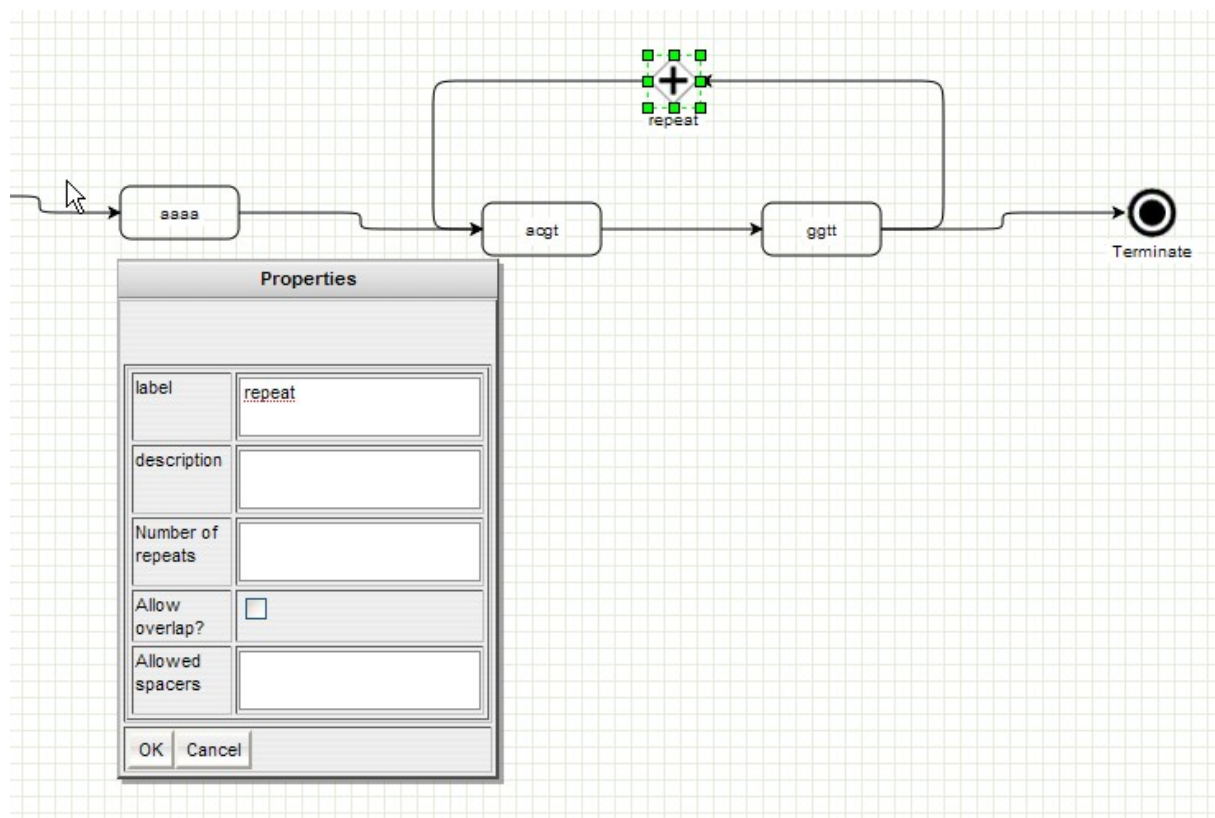 repeat
aaaa
acgt
ggtt
Terminate
Properties
label
repeat
description
Number of
repeats
Allow
overlap?
Allowed
spacers
OK Cancel